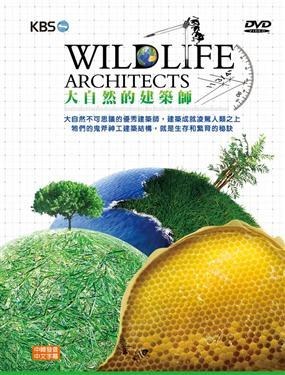 KBS
DVD
VIDEO
WILDLIFE
ARCHITECTS
大自然的建築師
大自然不可思議的優秀建築師,建築成就凌駕人類之上
牠們的鬼斧神工建築結構,就是生存和繁育的秘訣
中韓發音
中文字幕